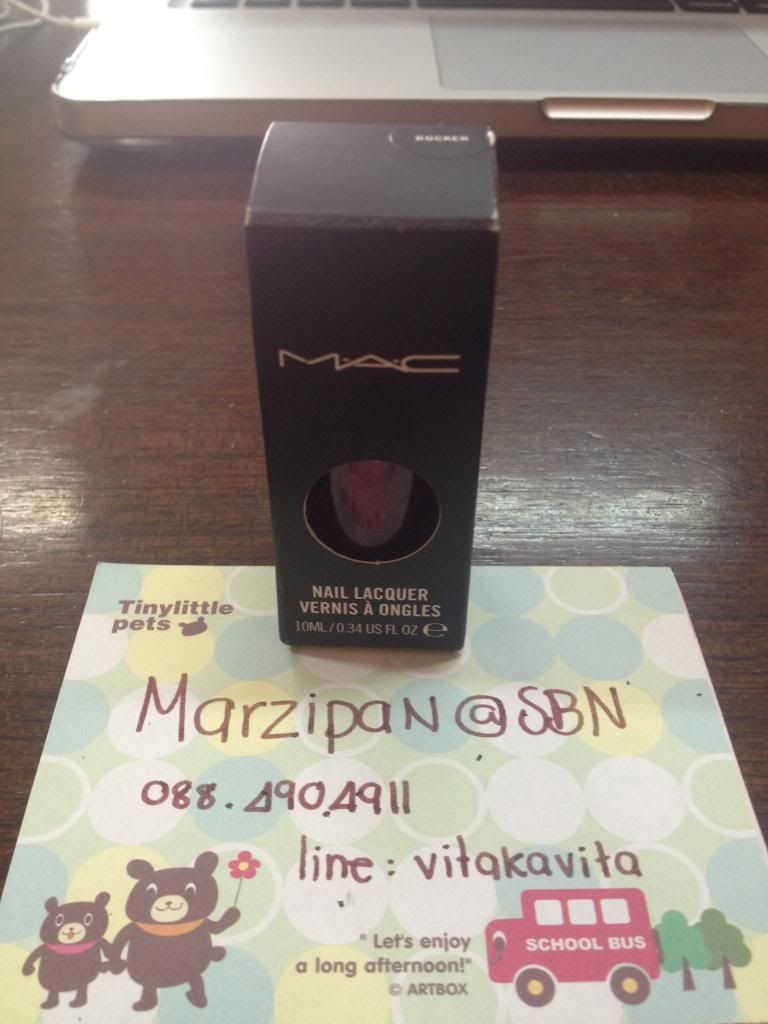 ROCKER
M·A·C
NAIL LACQUER
VERNIS À ONGLES
10ML/0.34 US FL OZ ℮
Tinylittle
pets
MarzipaN @SBN
088.490.4911
line : vitakavita
" Let's enjoy
a long afternoon!"
© ARTBOX
SCHOOL BUS